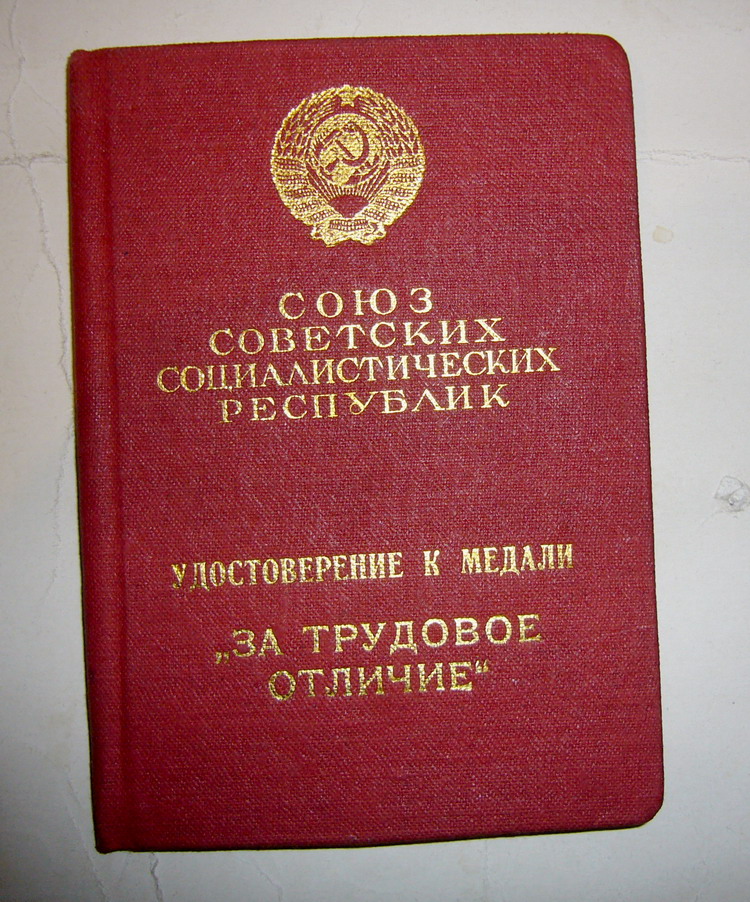 СОЮЗ
СОВЕТСКИХ
СОЦИАЛИСТИЧЕСКИХ
РЕСПУБЛИК
УДОСТОВЕРЕНИЕ К МЕДАЛИ
„ЗА ТРУДОВОЕ
ОТЛИЧИЕ“